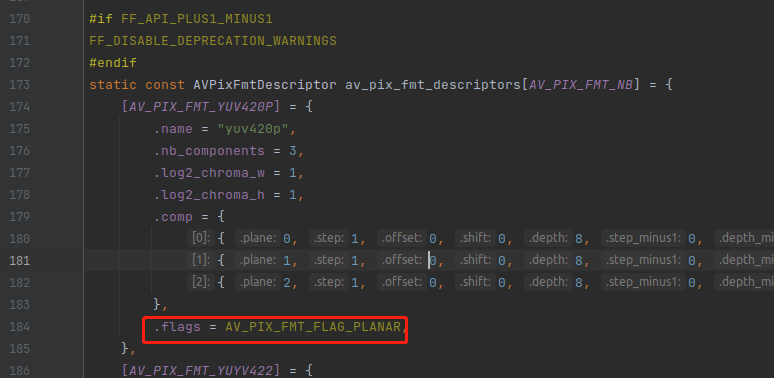 170 #if FF_API_PLUS1_MINUS1
171 FF_DISABLE_DEPRECATION_WARNINGS
172 #endif
173 static const AVPixFmtDescriptor av_pix_fmt_descriptors[AV_PIX_FMT_NB] = {
174 [AV_PIX_FMT_YUV420P] = {
175 .name = "yuv420p",
176 .nb_components = 3,
177 .log2_chroma_w = 1,
178 .log2_chroma_h = 1,
179 .comp = {
180 [0]: { .plane: 0, .step: 1, .offset: 0, .shift: 0, .depth: 8, .step_minus1: 0, .depth_mi
181 [1]: { .plane: 1, .step: 1, .offset: 0, .shift: 0, .depth: 8, .step_minus1: 0, .depth_mi
182 [2]: { .plane: 2, .step: 1, .offset: 0, .shift: 0, .depth: 8, .step_minus1: 0, .depth_mi
183 },
184 .flags = AV_PIX_FMT_FLAG_PLANAR,
185 },
186 [AV_PIX_FMT_YUYV422] = {